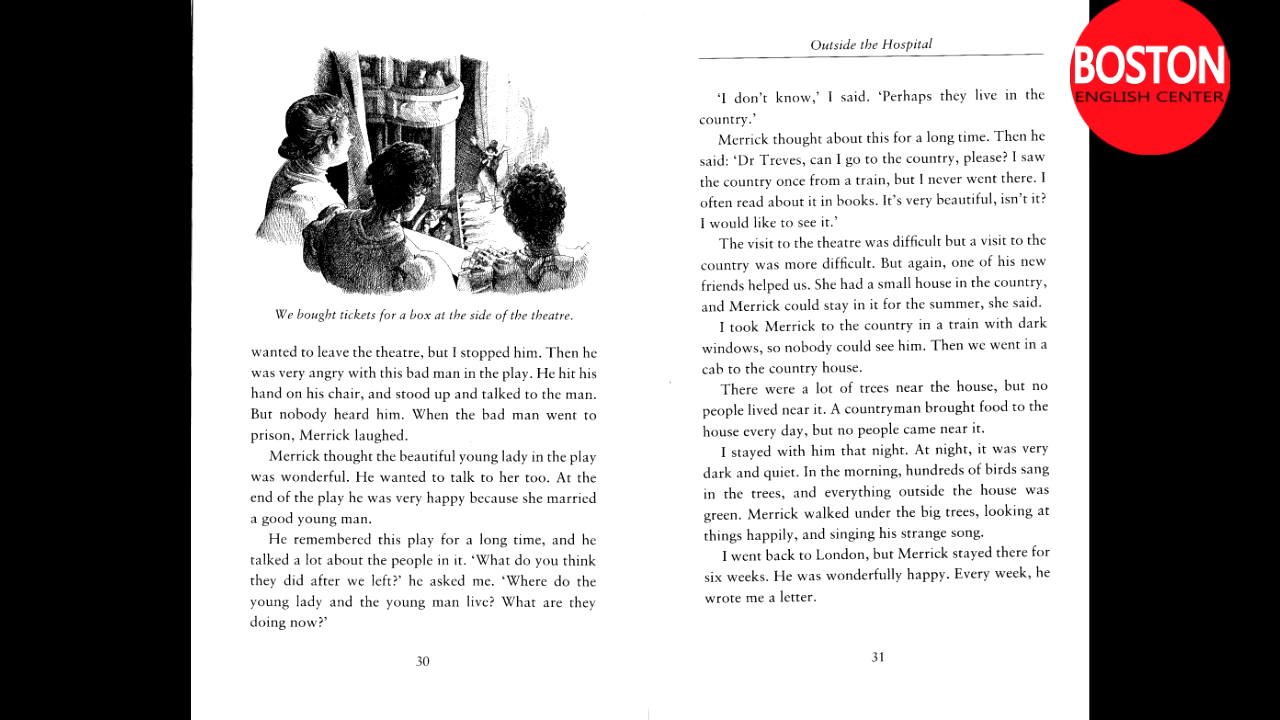 We bought tickets for a box at the side of the theatre.
wanted to leave the theatre, but I stopped him. Then he
was very angry with this bad man in the play. He hit his
hand on his chair, and stood up and talked to the man.
But nobody heard him. When the bad man went to
prison, Merrick laughed.
Merrick thought the beautiful young lady in the play
was wonderful. He wanted to talk to her too. At the
end of the play he was very happy because she married
a good young man.
He remembered this play for a long time, and he
talked a lot about the people in it. ‘What do you think
they did after we left?’ he asked me. ‘Where do the
young lady and the young man live? What are they
doing now?’
30
Outside the Hospital
‘I don’t know,’ I said. ‘Perhaps they live in the
country.’
Merrick thought about this for a long time. Then he
said: ‘Dr Treves, can I go to the country, please? I saw
the country once from a train, but I never went there. I
often read about it in books. It’s very beautiful, isn’t it?
I would like to see it.’
The visit to the theatre was difficult but a visit to the
country was more difficult. But again, one of his new
friends helped us. She had a small house in the country,
and Merrick could stay in it for the summer, she said.
I took Merrick to the country in a train with dark
windows, so nobody could see him. Then we went in a
cab to the country house.
There were a lot of trees near the house, but no
people lived near it. A countryman brought food to the
house every day, but no people came near it.
I stayed with him that night. At night, it was very
dark and quiet. In the morning, hundreds of birds sang
in the trees, and everything outside the house was
green. Merrick walked under the big trees, looking at
things happily, and singing his strange song.
I went back to London, but Merrick stayed there for
six weeks. He was wonderfully happy. Every week, he
wrote me a letter.
31
BOSTON
ENGLISH CENTER